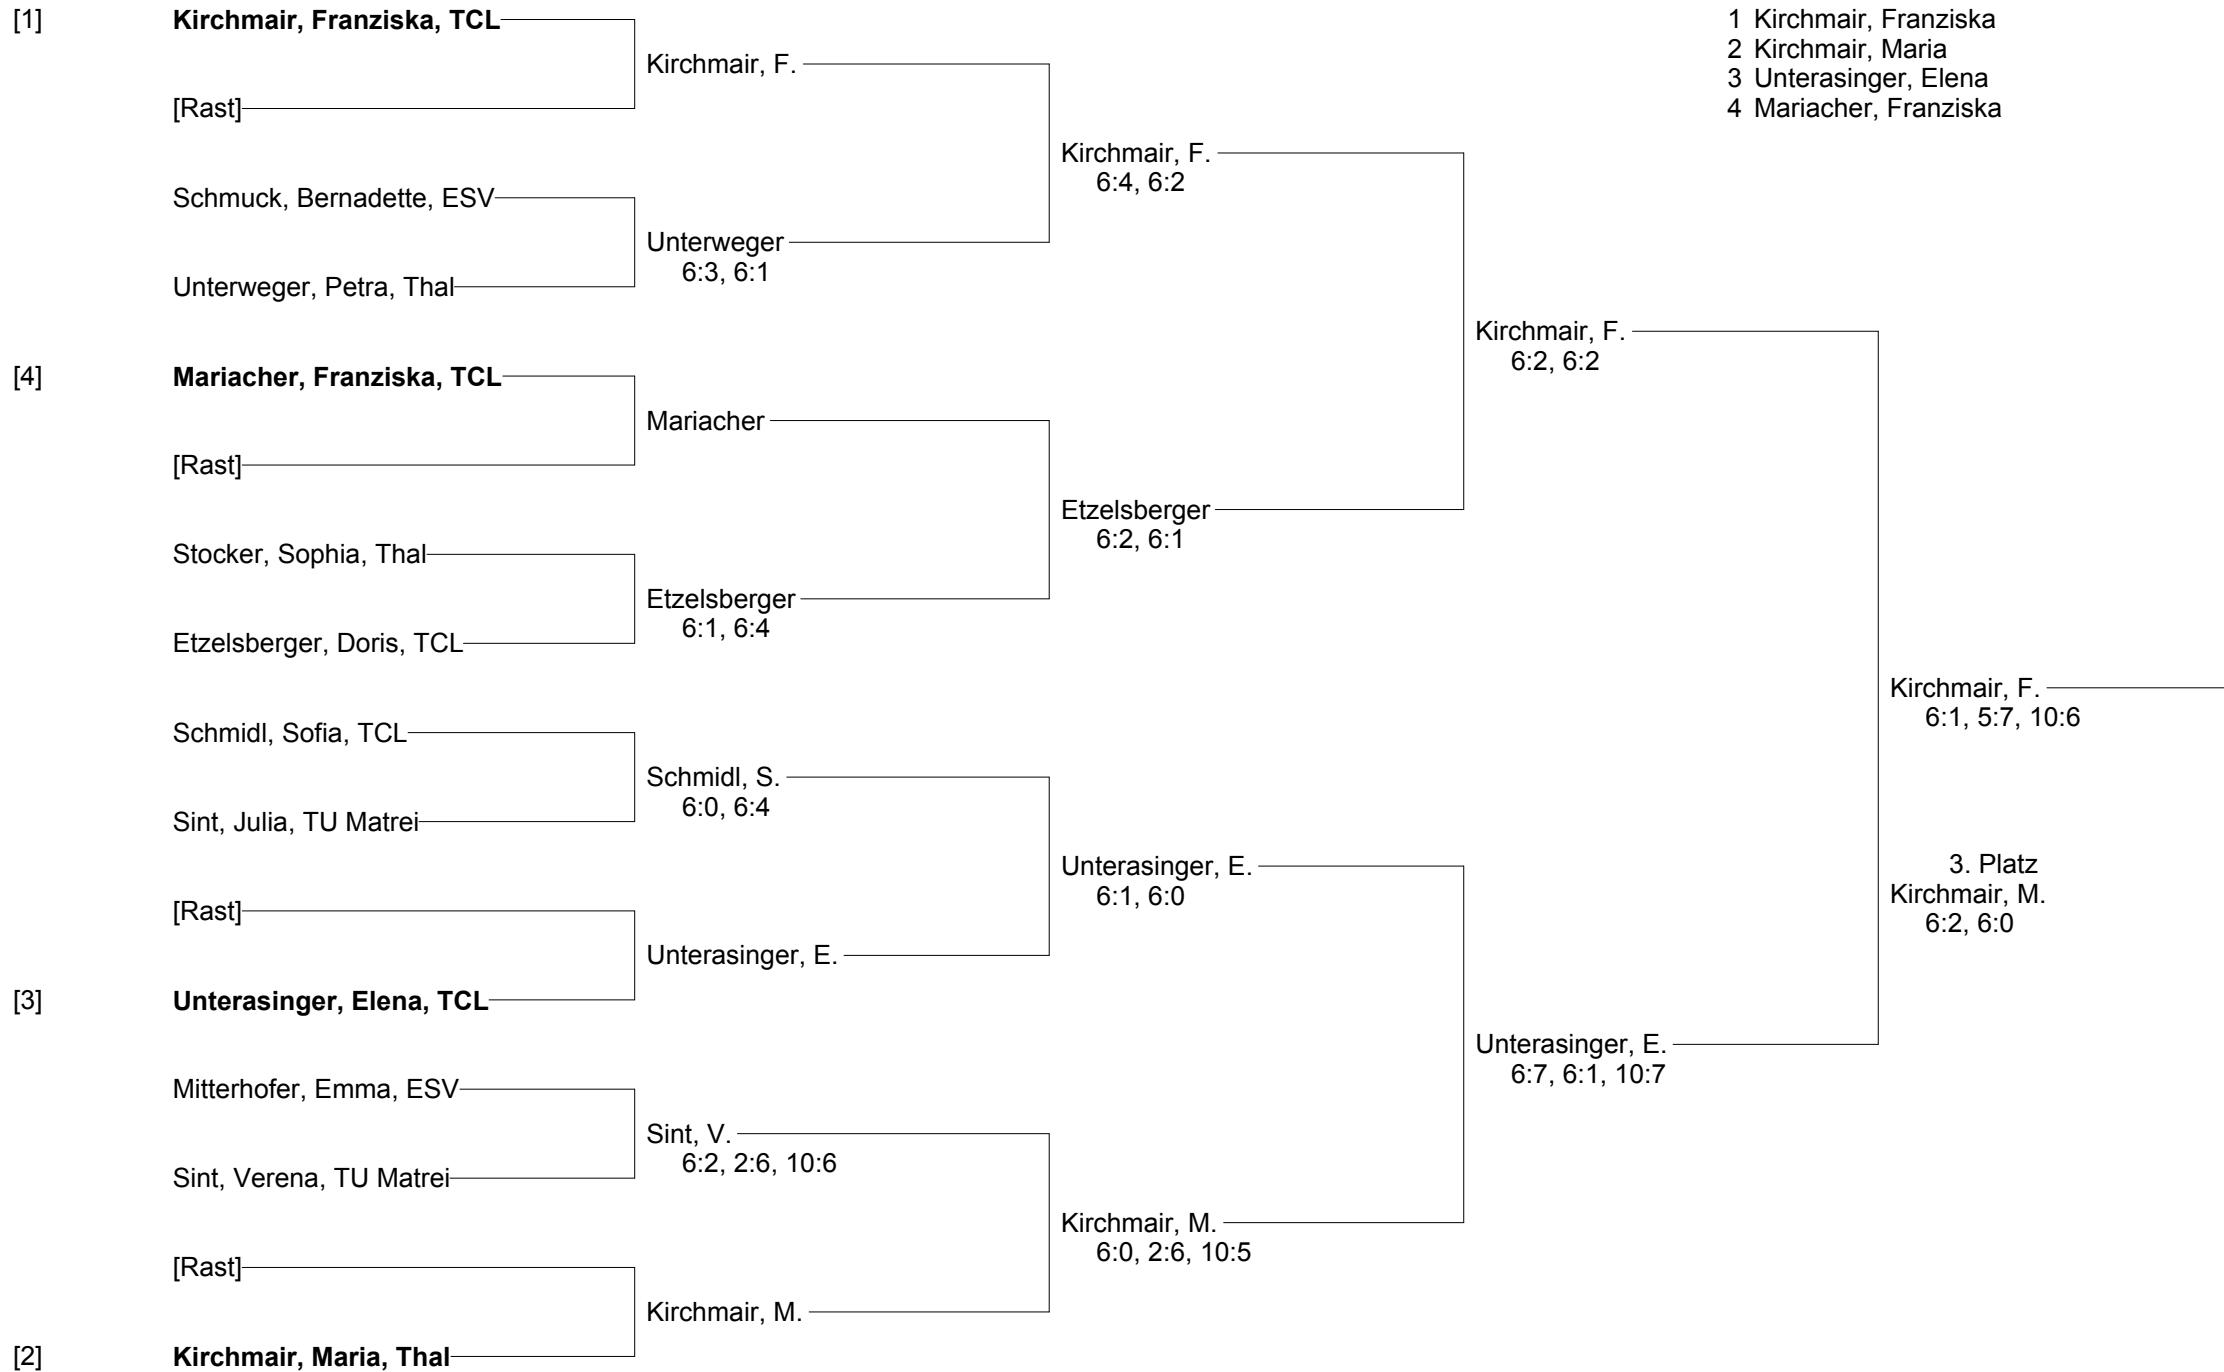 [1] Kirchmair, Franziska, TCL
[Rast]
Schmuck, Bernadette, ESV
Unterweger, Petra, Thal
[4] Mariacher, Franziska, TCL
[Rast]
Stocker, Sophia, Thal
Etzelsberger, Doris, TCL
Schmidl, Sofia, TCL
Sint, Julia, TU Matrei
[Rast]
[3] Unterasinger, Elena, TCL
Mitterhofer, Emma, ESV
Sint, Verena, TU Matrei
[Rast]
[2] Kirchmair, Maria, Thal
Kirchmair, F.
Unterweger
6:3, 6:1
Mariacher
Etzelsberger
6:1, 6:4
Schmidl, S.
6:0, 6:4
Unterasinger, E.
Sint, V.
6:2, 2:6, 10:6
Kirchmair, M.
Kirchmair, F.
6:4, 6:2
Etzelsberger
6:2, 6:1
Unterasinger, E.
6:1, 6:0
Kirchmair, M.
6:0, 2:6, 10:5
Kirchmair, F.
6:2, 6:2
Unterasinger, E.
6:7, 6:1, 10:7
Kirchmair, F.
6:1, 5:7, 10:6
3. Platz
Kirchmair, M.
6:2, 6:0
1 Kirchmair, Franziska
2 Kirchmair, Maria
3 Unterasinger, Elena
4 Mariacher, Franziska